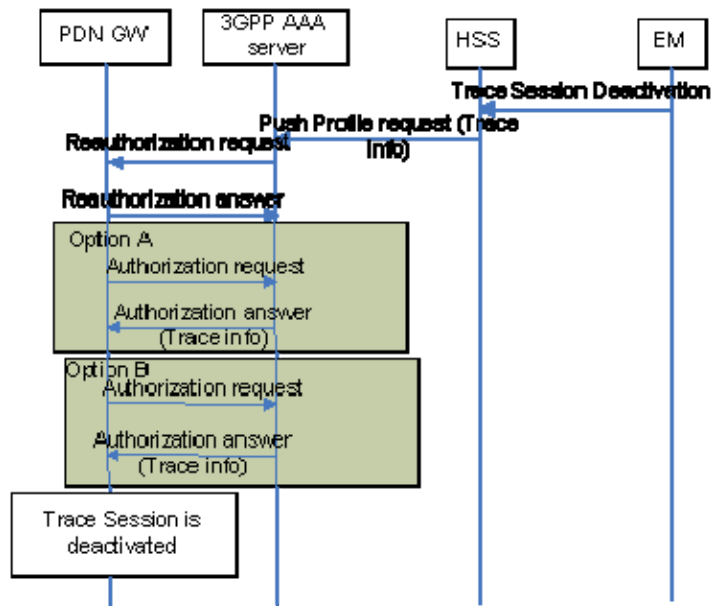 PDN GW
3GPP AAA
server
HSS
EM
Trace Session Deactivation
Push Profile request (Trace
Info)
Reauthorization request
Reauthorization answer
Option A
Authorization request
Authorization answer
(Trace info)
Option B
Authorization request
Authorization answer
(Trace info)
Trace Session is
deactivated